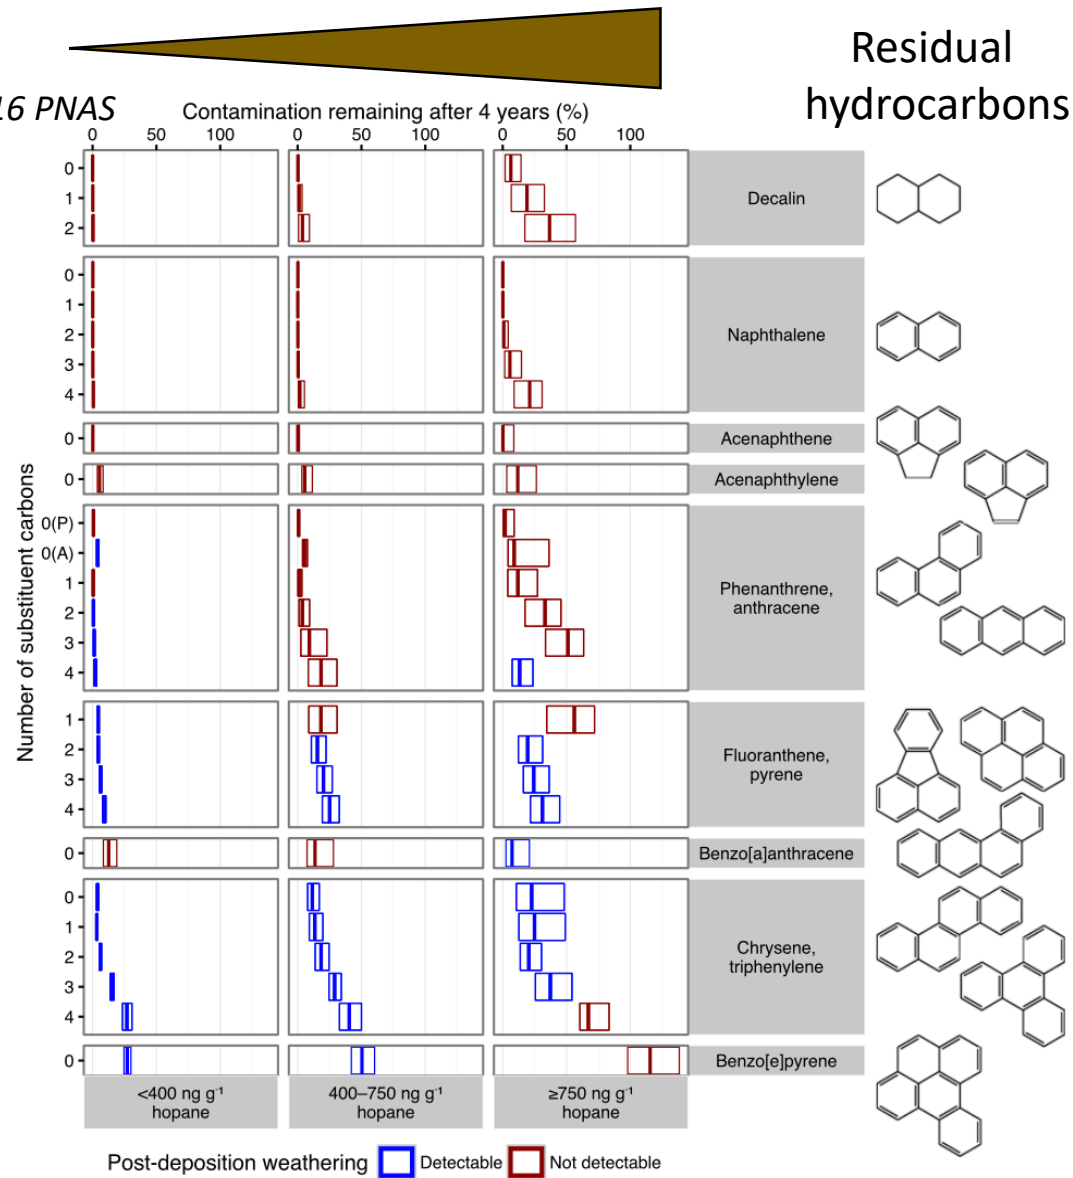 Residual
hydrocarbons
16 PNAS
Contamination remaining after 4 years (%)
0 50 100 0 50 100 0 50 100
Number of substituent carbons
0
1
2
Decalin
0
1
2
3
4
Naphthalene
0
Acenaphthene
0
Acenaphthylene
0(P)
0(A)
1
2
3
4
Phenanthrene,
anthracene
1
2
3
4
Fluoranthene,
pyrene
0
Benzo[a]anthracene
0
1
2
3
4
Chrysene,
triphenylene
0
Benzo[e]pyrene
<400 ng g⁻¹
hopane
400–750 ng g⁻¹
hopane
≥750 ng g⁻¹
hopane
Post-deposition weathering Detectable Not detectable